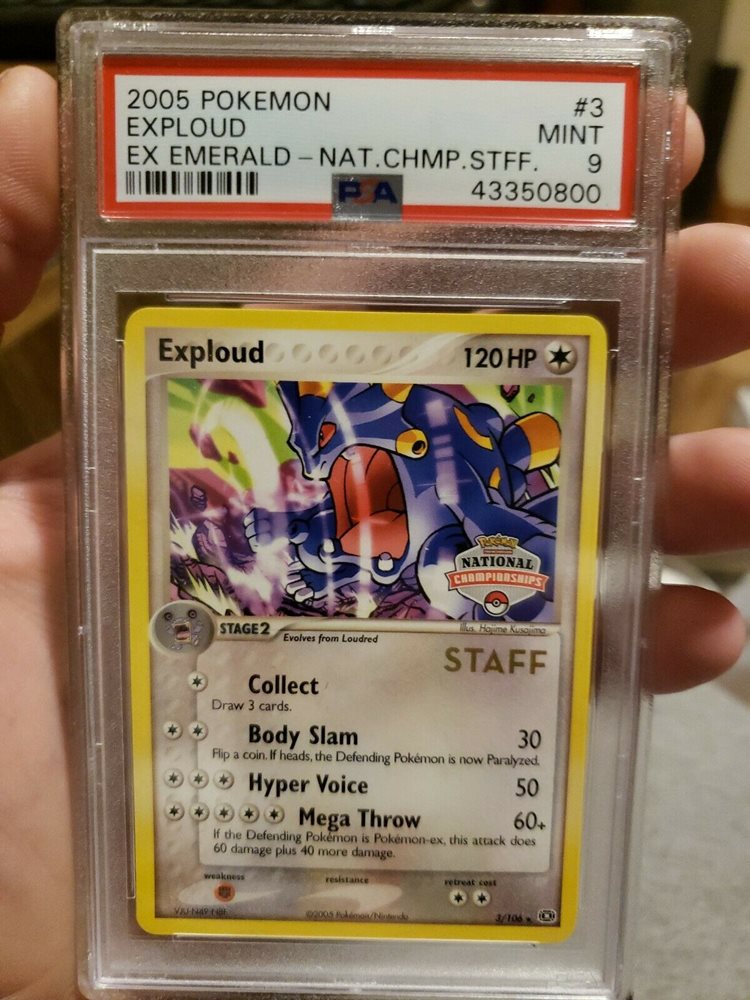 2005 POKEMON #3
EXPLOUD MINT
EX EMERALD - NAT.CHMP.STFF. 9
PSA 43350800
Exploud 120 HP
Pokémon
NATIONAL
CHAMPIONSHIPS
STAGE2 Evolves from Loudred
Illus. Hajime Kusajima
STAFF
Collect
Draw 3 cards.
Body Slam 30
Flip a coin. If heads, the Defending Pokémon is now Paralyzed.
Hyper Voice 50
Mega Throw 60+
If the Defending Pokémon is Pokémon-ex, this attack does
60 damage plus 40 more damage.
weakness resistance retreat cost
©2005 Pokémon/Nintendo 3/106